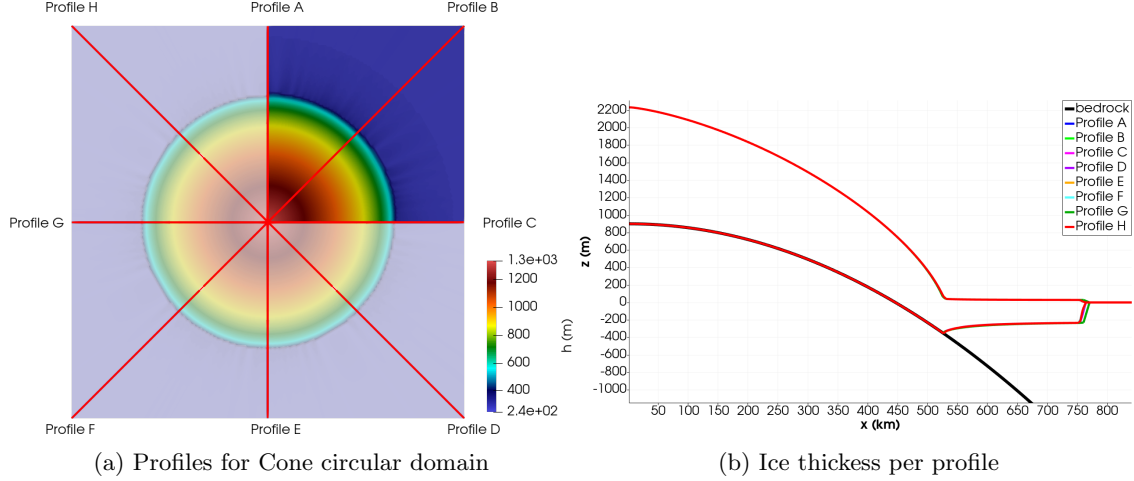 Profile H
Profile A
Profile B
Profile G
Profile C
Profile F
Profile E
Profile D
1.3e+03
1200
1000
800
600
400
2.4e+02
h (m)
(a) Profiles for Cone circular domain
2200
2000
1800
1600
1400
1200
1000
800
600
400
200
0
-200
-400
-600
-800
-1000
z (m)
50 100 150 200 250 300 350 400 450 500 550 600 650 700 750 800
x (km)
bedrock
Profile A
Profile B
Profile C
Profile D
Profile E
Profile F
Profile G
Profile H
(b) Ice thickess per profile